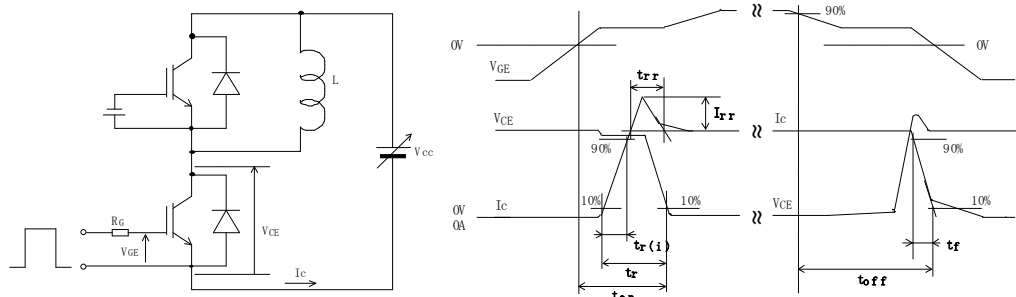 L
Vcc
RG
VGE
VCE
Ic
0V
VGE
trr
Irr
VCE
90%
10%
Ic
0V
0A
10%
tr(i)
tr
90%
0V
Ic
90%
VCE
10%
tf
toff